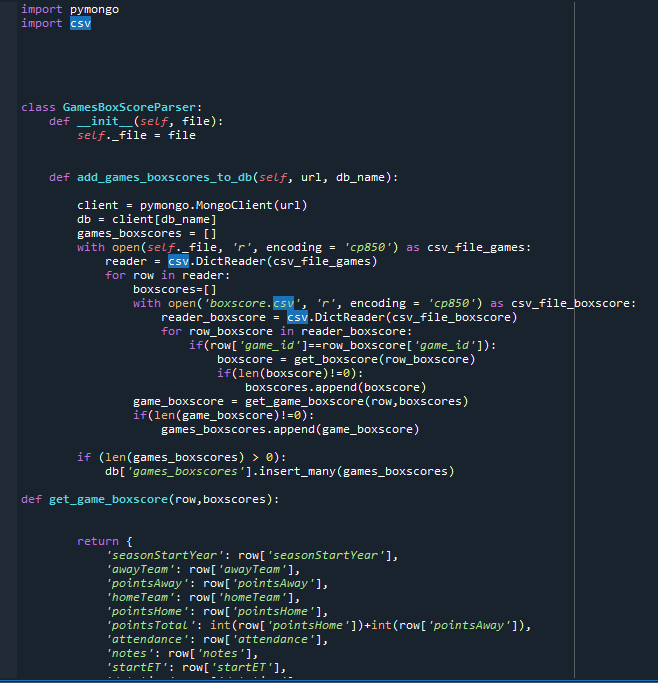 import pymongo
import csv
class GamesBoxScoreParser:
    def __init__(self, file):
        self._file = file
    def add_games_boxscores_to_db(self, url, db_name):
        client = pymongo.MongoClient(url)
        db = client[db_name]
        games_boxscores = []
        with open(self._file, 'r', encoding = 'cp850') as csv_file_games:
            reader = csv.DictReader(csv_file_games)
            for row in reader:
                boxscores=[]
                with open('boxscore.csv', 'r', encoding = 'cp850') as csv_file_boxscore:
                    reader_boxscore = csv.DictReader(csv_file_boxscore)
                    for row_boxscore in reader_boxscore:
                        if(row['game_id']==row_boxscore['game_id']):
                            boxscore = get_boxscore(row_boxscore)
                            if(len(boxscore)!=0):
                                boxscores.append(boxscore)
                game_boxscore = get_game_boxscore(row,boxscores)
                if(len(game_boxscore)!=0):
                    games_boxscores.append(game_boxscore)
        if (len(games_boxscores) > 0):
            db['games_boxscores'].insert_many(games_boxscores)
def get_game_boxscore(row,boxscores):
        return {
            'seasonStartYear': row['seasonStartYear'],
            'awayTeam': row['awayTeam'],
            'pointsAway': row['pointsAway'],
            'homeTeam': row['homeTeam'],
            'pointsHome': row['pointsHome'],
            'pointsTotal': int(row['pointsHome'])+int(row['pointsAway']),
            'attendance': row['attendance'],
            'notes': row['notes'],
            'startET': row['startET'],